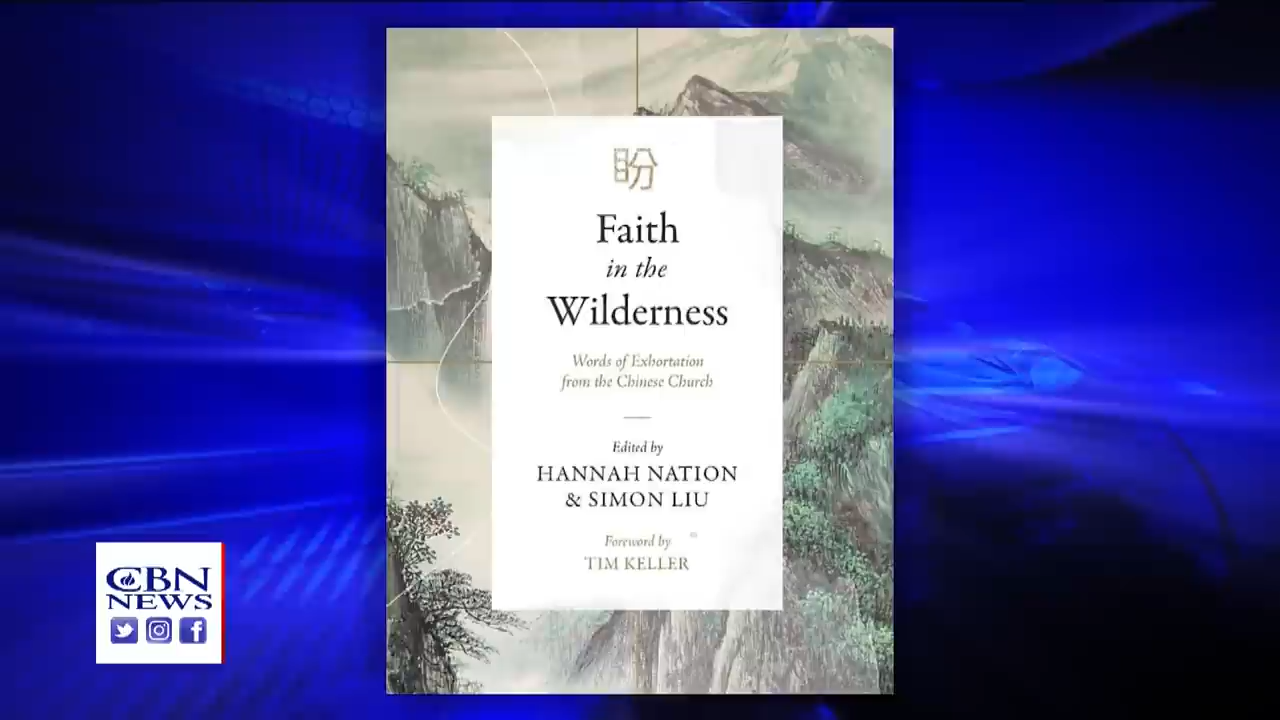 盼
Faith
in the
Wilderness
Words of Exhortation
from the Chinese Church
Edited by
HANNAH NATION
& SIMON LIU
Foreword by
TIM KELLER
CBN
NEWS